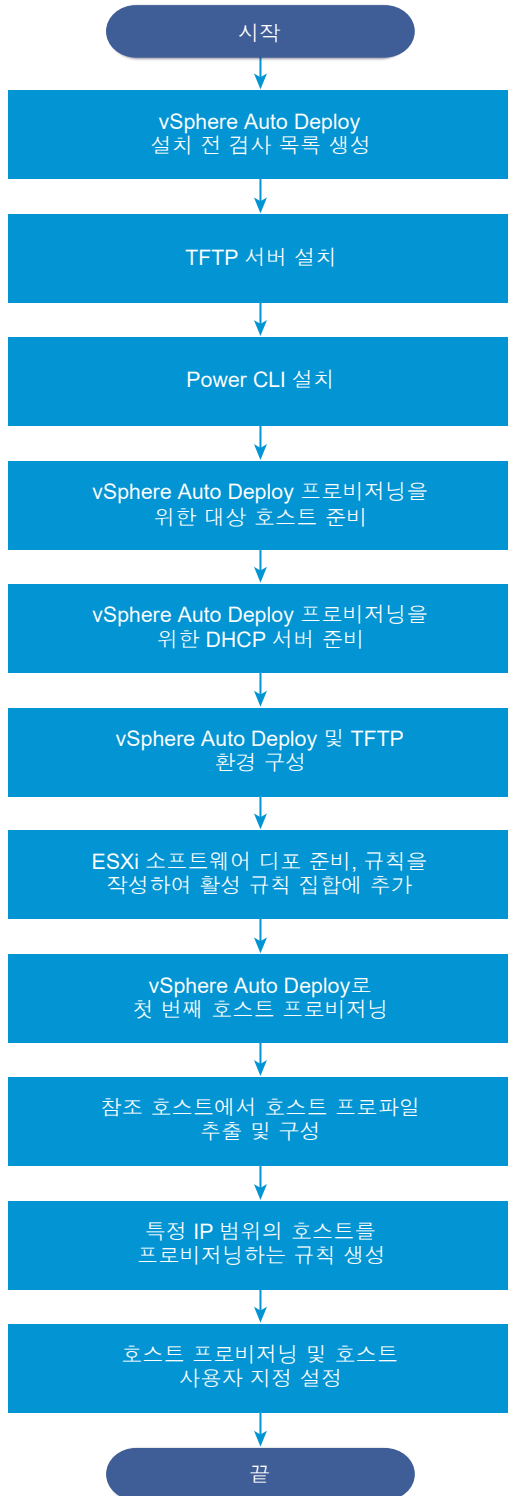 시작
vSphere Auto Deploy
설치 전 검사 목록 생성
TFTP 서버 설치
Power CLI 설치
vSphere Auto Deploy 프로비저닝을
위한 대상 호스트 준비
vSphere Auto Deploy 프로비저닝을
위한 DHCP 서버 준비
vSphere Auto Deploy 및 TFTP
환경 구성
ESXi 소프트웨어 디포 준비, 규칙을
작성하여 활성 규칙 집합에 추가
vSphere Auto Deploy로
첫 번째 호스트 프로비저닝
참조 호스트에서 호스트 프로파일
추출 및 구성
특정 IP 범위의 호스트를
프로비저닝하는 규칙 생성
호스트 프로비저닝 및 호스트
사용자 지정 설정
끝